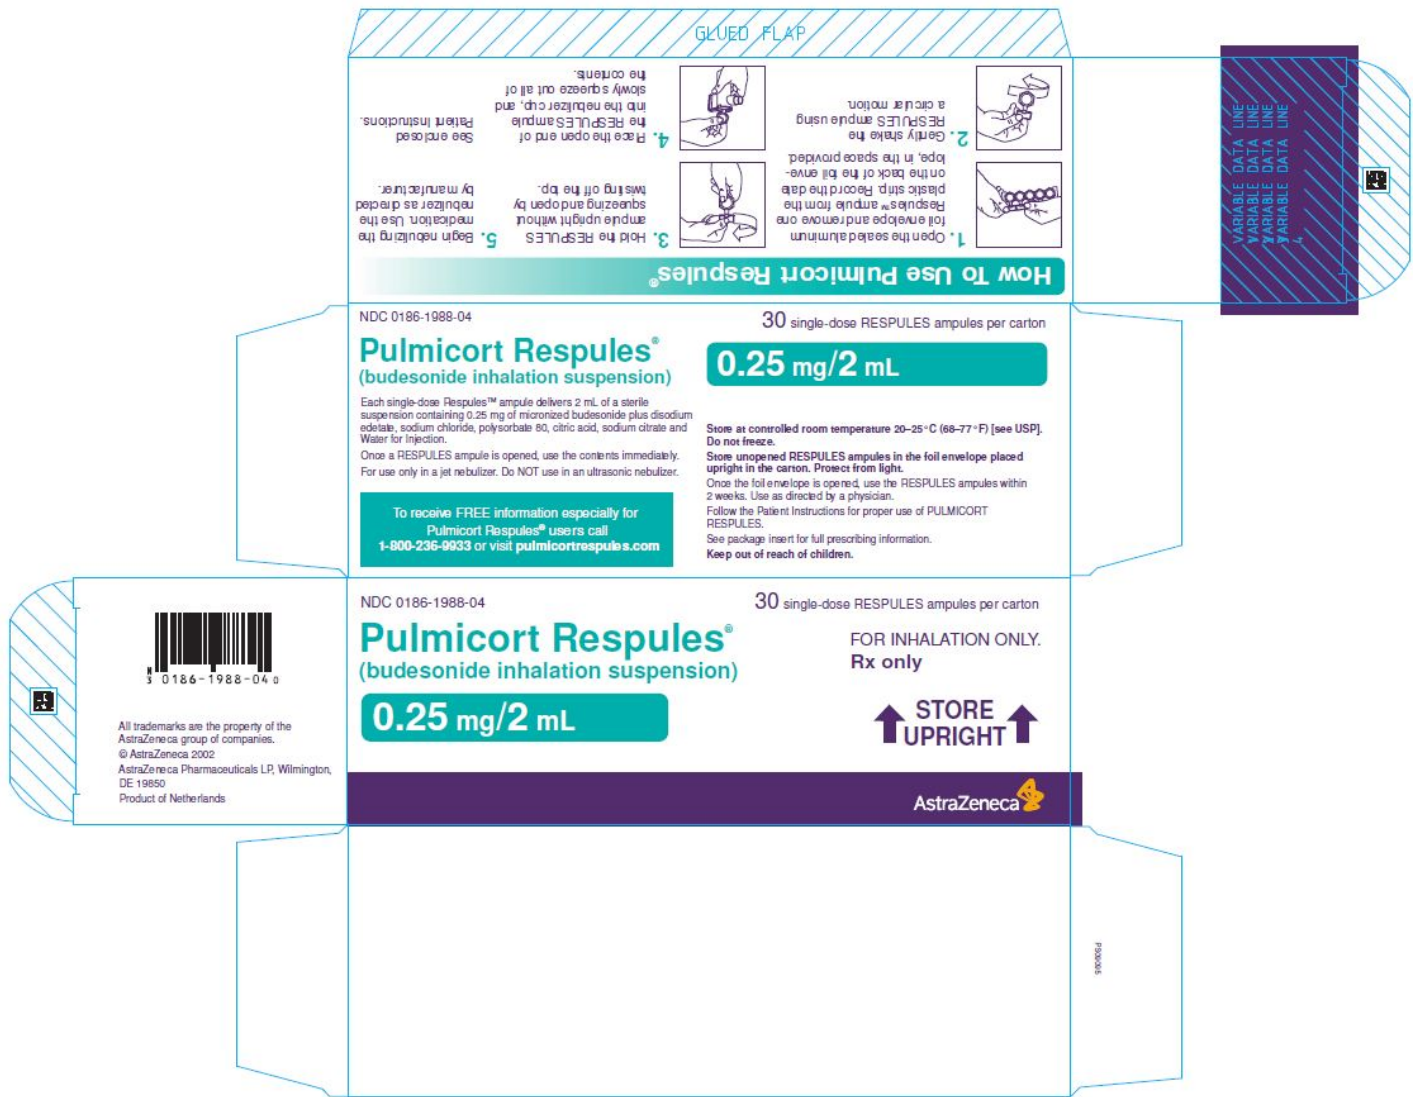 GLUED FLAP
How To Use Pulmicort Respules®
1. Open the sealed aluminum
foil envelope and remove one
Respules™ ampule from the
plastic strip. Record the date
on the back of the foil enve-
lope, in the space provided.
2. Gently shake the
RESPULES ampule using
a circular motion.
3. Hold the RESPULES
ampule upright without
squeezing and open by
twisting off the top.
4. Place the open end of
the RESPULES ampule
into the nebulizer cup, and
slowly squeeze out all of
the contents.
5. Begin nebulizing the
medication. Use the
nebulizer as directed
by manufacturer.
See enclosed
Patient Instructions.
VARIABLE DATA LINE
VARIABLE DATA LINE
VARIABLE DATA LINE
VARIABLE DATA LINE
4
NDC 0186-1988-04
30 single-dose RESPULES ampules per carton
Pulmicort Respules®
(budesonide inhalation suspension)
0.25 mg/2 mL
Each single-dose Respules™ ampule delivers 2 mL of a sterile
suspension containing 0.25 mg of micronized budesonide plus disodium
edetate, sodium chloride, polysorbate 80, citric acid, sodium citrate and
Water for Injection.
Once a RESPULES ampule is opened, use the contents immediately.
For use only in a jet nebulizer. Do NOT use in an ultrasonic nebulizer.
To receive FREE information especially for
Pulmicort Respules® users call
1-800-236-9933 or visit pulmicortrespules.com
Store at controlled room temperature 20–25°C (68–77°F) [see USP].
Do not freeze.
Store unopened RESPULES ampules in the foil envelope placed
upright in the carton. Protect from light.
Once the foil envelope is opened, use the RESPULES ampules within
2 weeks. Use as directed by a physician.
Follow the Patient Instructions for proper use of PULMICORT
RESPULES.
See package insert for full prescribing information.
Keep out of reach of children.
N
3 0186-1988-04 0
All trademarks are the property of the
AstraZeneca group of companies.
© AstraZeneca 2002
AstraZeneca Pharmaceuticals LP, Wilmington,
DE 19850
Product of Netherlands
NDC 0186-1988-04
30 single-dose RESPULES ampules per carton
Pulmicort Respules®
(budesonide inhalation suspension)
0.25 mg/2 mL
FOR INHALATION ONLY.
Rx only
STORE
UPRIGHT
AstraZeneca